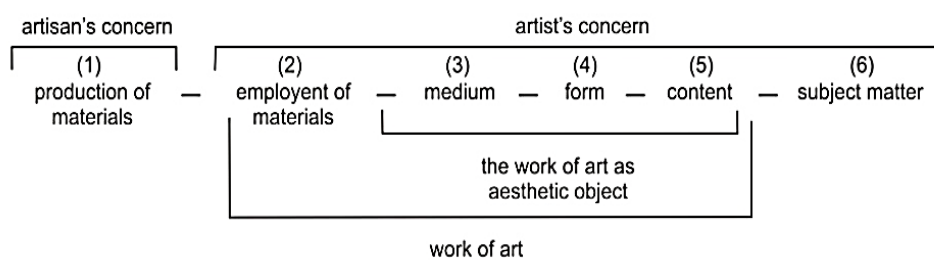 artisan's concern artist's concern
(1) (2) (3) (4) (5) (6)
production of – employent of – medium – form – content – subject matter
materials materials
the work of art as
aesthetic object
work of art